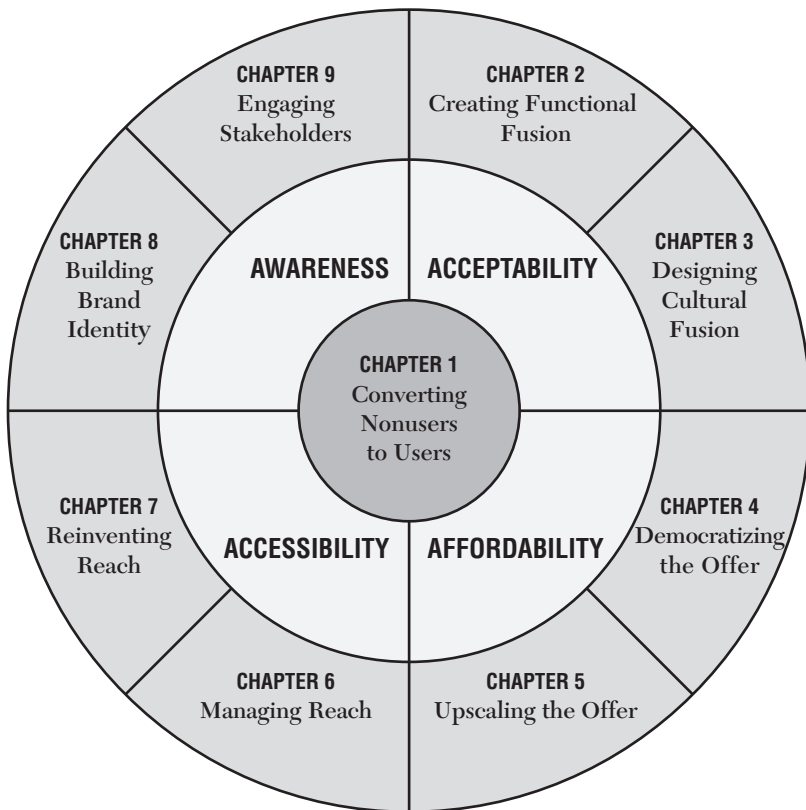 CHAPTER 9
Engaging
Stakeholders
CHAPTER 2
Creating Functional
Fusion
CHAPTER 8
Building
Brand
Identity
AWARENESS
ACCEPTABILITY
CHAPTER 3
Designing
Cultural
Fusion
CHAPTER 1
Converting
Nonusers
to Users
CHAPTER 7
Reinventing
Reach
ACCESSIBILITY
AFFORDABILITY
CHAPTER 4
Democratizing
the Offer
CHAPTER 6
Managing Reach
CHAPTER 5
Upscaling the Offer